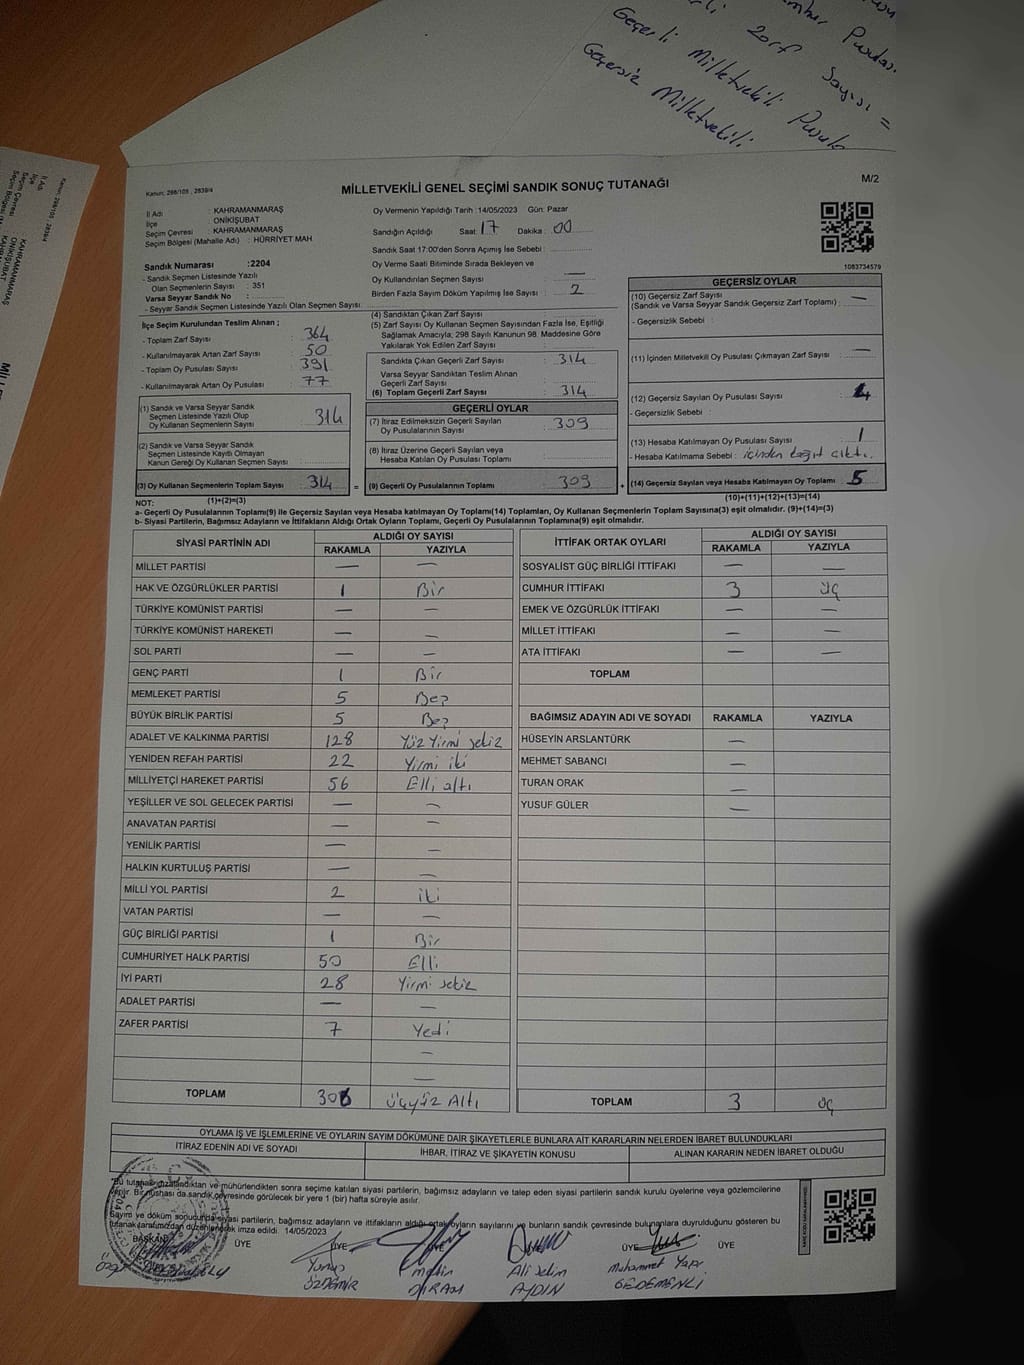 Geçerli Milletvekili
Geçersiz Milletvekili
Zarf Sayısı =
Pusulası.
Kanun: 298/105 , 2839/4
MİLLETVEKİLİ GENEL SEÇİMİ SANDIK SONUÇ TUTANAĞI
M/2
İl Adı : KAHRAMANMARAŞ
İlçe : ONİKİŞUBAT
Seçim Çevresi : KAHRAMANMARAŞ
Seçim Bölgesi (Mahalle Adı) : HÜRRİYET MAH
Oy Vermenin Yapıldığı Tarih :14/05/2023 Gün: Pazar
Sandığın Açıldığı Saat 17 Dakika : 00
Sandık Saat 17:00'den Sonra Açımış İse Sebebi :
Oy Verme Saati Bitiminde Sırada Bekleyen ve
Oy Kullandırılan Seçmen Sayısı : —
Birden Fazla Sayım Döküm Yapılmış İse Sayısı : 2
1083734579
Sandık Numarası :2204
- Sandık Seçmen Listesinde Yazılı
Olan Seçmenlerin Sayısı : 351
Varsa Seyyar Sandık No :
- Seyyar Sandık Seçmen Listesinde Yazılı Olan Seçmen Sayısı:
İlçe Seçim Kurulundan Teslim Alınan ;
- Toplam Zarf Sayısı : 364
- Kullanılmayarak Artan Zarf Sayısı : 50
- Toplam Oy Pusulası Sayısı : 391
- Kullanılmayarak Artan Oy Pusulası : 77
(1) Sandık ve Varsa Seyyar Sandık
Seçmen Listesinde Yazılı Olup
Oy Kullanan Seçmenlerin Sayısı : 314
(2) Sandık ve Varsa Seyyar Sandık
Seçmen Listesinde Kayıtlı Olmayan
Kanun Gereği Oy Kullanan Seçmen Sayısı :
(3) Oy Kullanan Seçmenlerin Toplam Sayısı : 314 =
(1)+(2)=(3)
(4) Sandıktan Çıkan Zarf Sayısı :
(5) Zarf Sayısı Oy Kullanan Seçmen Sayısından Fazla İse, Eşitliği
Sağlamak Amacıyla; 298 Sayılı Kanunun 98. Maddesine Göre
Yakılarak Yok Edilen Zarf Sayısı :
Sandıkta Çıkan Geçerli Zarf Sayısı : 314
Varsa Seyyar Sandıktan Teslim Alınan
Geçerli Zarf Sayısı :
(6) Toplam Geçerli Zarf Sayısı : 314
GEÇERLİ OYLAR
(7) İtiraz Edilmeksizin Geçerli Sayılan
Oy Pusulalarının Sayısı : 309
(8) İtiraz Üzerine Geçerli Sayılan veya
Hesaba Katılan Oy Pusulası Toplamı :
(9) Geçerli Oy Pusulalarının Toplamı : 309 +
GEÇERSİZ OYLAR
(10) Geçersiz Zarf Sayısı
(Sandık ve Varsa Seyyar Sandık Geçersiz Zarf Toplamı) : —
- Geçersizlik Sebebi :
(11) İçinden Milletvekili Oy Pusulası Çıkmayan Zarf Sayısı : —
(12) Geçersiz Sayılan Oy Pusulası Sayısı : 4
- Geçersizlik Sebebi :
(13) Hesaba Katılmayan Oy Pusulası Sayısı : 1
- Hesaba Katılmama Sebebi : içinden kağıt çıktı.
(14) Geçersiz Sayılan veya Hesaba Katılmayan Oy Toplamı : 5
(10)+(11)+(12)+(13)=(14)
NOT:
a- Geçerli Oy Pusulalarının Toplamı(9) ile Geçersiz Sayılan veya Hesaba katılmayan Oy Toplamı(14) Toplamları, Oy Kullanan Seçmenlerin Toplam Sayısına(3) eşit olmalıdır. (9)+(14)=(3)
b- Siyasi Partilerin, Bağımsız Adayların ve İttifakların Aldığı Ortak Oyların Toplamı, Geçerli Oy Pusulalarının Toplamına(9) eşit olmalıdır.
SİYASİ PARTİNİN ADI ALDIĞI OY SAYISI
RAKAMLA YAZIYLA
MİLLET PARTİSİ — —
HAK VE ÖZGÜRLÜKLER PARTİSİ 1 Bir
TÜRKİYE KOMÜNİST PARTİSİ — —
TÜRKİYE KOMÜNİST HAREKETİ — —
SOL PARTİ — —
GENÇ PARTİ 1 Bir
MEMLEKET PARTİSİ 5 Beş
BÜYÜK BİRLİK PARTİSİ 5 Beş
ADALET VE KALKINMA PARTİSİ 128 Yüz Yirmi sekiz
YENİDEN REFAH PARTİSİ 22 Yirmi iki
MİLLİYETÇİ HAREKET PARTİSİ 56 Elli altı
YEŞİLLER VE SOL GELECEK PARTİSİ — —
ANAVATAN PARTİSİ — —
YENİLİK PARTİSİ — —
HALKIN KURTULUŞ PARTİSİ — —
MİLLİ YOL PARTİSİ 2 iki
VATAN PARTİSİ — —
GÜÇ BİRLİĞİ PARTİSİ 1 Bir
CUMHURİYET HALK PARTİSİ 50 Elli
İYİ PARTİ 28 Yirmi sekiz
ADALET PARTİSİ — —
ZAFER PARTİSİ 7 Yedi
—
—
TOPLAM 306 üçyüz Altı
İTTİFAK ORTAK OYLARI ALDIĞI OY SAYISI
RAKAMLA YAZIYLA
SOSYALİST GÜÇ BİRLİĞİ İTTİFAKI — —
CUMHUR İTTİFAKI 3 üç
EMEK VE ÖZGÜRLÜK İTTİFAKI — —
MİLLET İTTİFAKI — —
ATA İTTİFAKI — —
TOPLAM
BAĞIMSIZ ADAYIN ADI VE SOYADI RAKAMLA YAZIYLA
HÜSEYİN ARSLANTÜRK —
MEHMET SABANCI —
TURAN ORAK —
YUSUF GÜLER —
TOPLAM 3 üç
OYLAMA İŞ VE İŞLEMLERİNE VE OYLARIN SAYIM DÖKÜMÜNE DAİR ŞİKAYETLERLE BUNLARA AİT KARARLARIN NELERDEN İBARET BULUNDUKLARI
İTİRAZ EDENİN ADI VE SOYADI İHBAR, İTİRAZ VE ŞİKAYETİN KONUSU ALINAN KARARIN NEDEN İBARET OLDUĞU
"Bu tutanak imzalandıktan ve mühürlendikten sonra seçime katılan siyasi partilerin, bağımsız adayların ve talep eden siyasi partilerin sandık kurulu üyelerine veya gözlemcilerine
verilir. Bir nüshası da sandık çevresinde görülecek bir yere 1 (bir) hafta süreyle asılır.
Sayım ve döküm sonucunda siyasi partilerin, bağımsız adayların ve ittifakların aldığı ortak oyların sayılarını ve bunların sandık çevresinde bulunanlara duyrulduğunu gösteren bu
tutanak tarafımızdan düzenlenerek imza edildi. 14/05/2023
BAŞKAN ÜYE ÜYE ÜYE ÜYE ÜYE
Yunus ÖZDEMİR
Metin
Ali Selim AYDIN
Muhammet Yapr. GEDEMENLİ